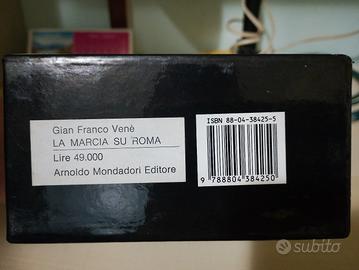 Gian Franco Venè
LA MARCIA SU ROMA
Lire 49.000
Arnoldo Mondadori Editore
ISBN 88-04-38425-5
9 788804 384250
subito